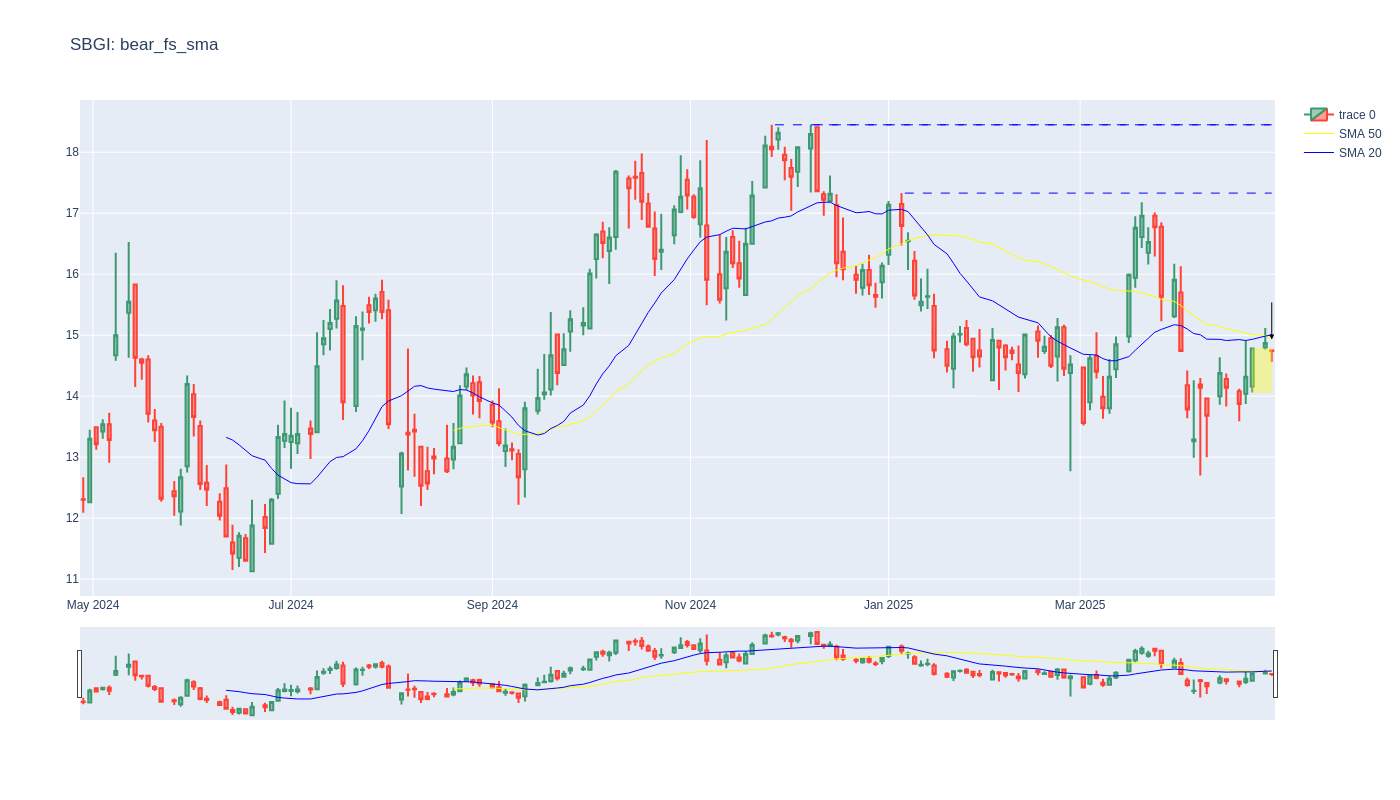 SBGI: bear_fs_sma
trace 0
SMA 50
SMA 20
18
17
16
15
14
13
12
11
May 2024
Jul 2024
Sep 2024
Nov 2024
Jan 2025
Mar 2025